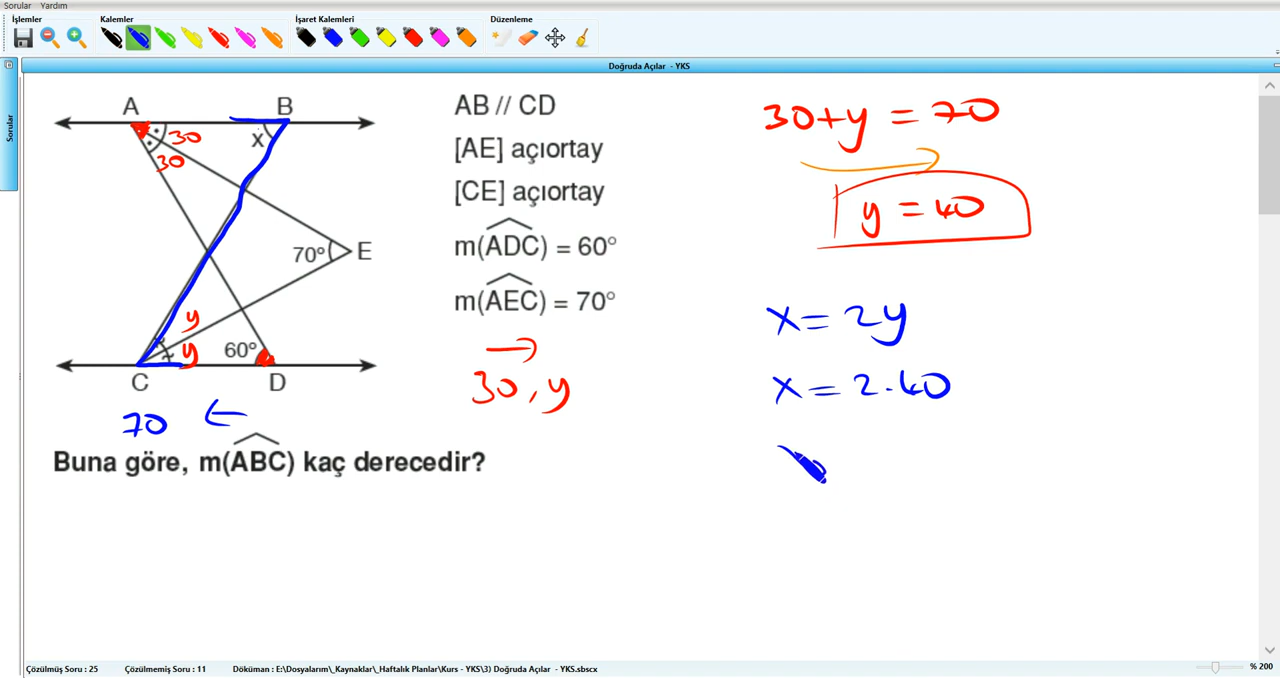 Sorular Yardım
İşlemler Kalemler İşaret Kalemleri Düzenleme
Doğruda Açılar - YKS
Sorular
A B
x
30
30
70° E
y
y
60°
C D
AB // CD
[AE] açıortay
[CE] açıortay
m(ADC) = 60°
m(AEC) = 70°
30, y
70
Buna göre, m(ABC) kaç derecedir?
30+y = 70
y = 40
x = 2y
x = 2.40
Çözülmüş Soru : 25 Çözülmemiş Soru : 11 Döküman : E:\Dosyalarım\_Kaynaklar\_Haftalık Planlar\Kurs - YKS\3) Doğruda Açılar - YKS.sbscx % 200